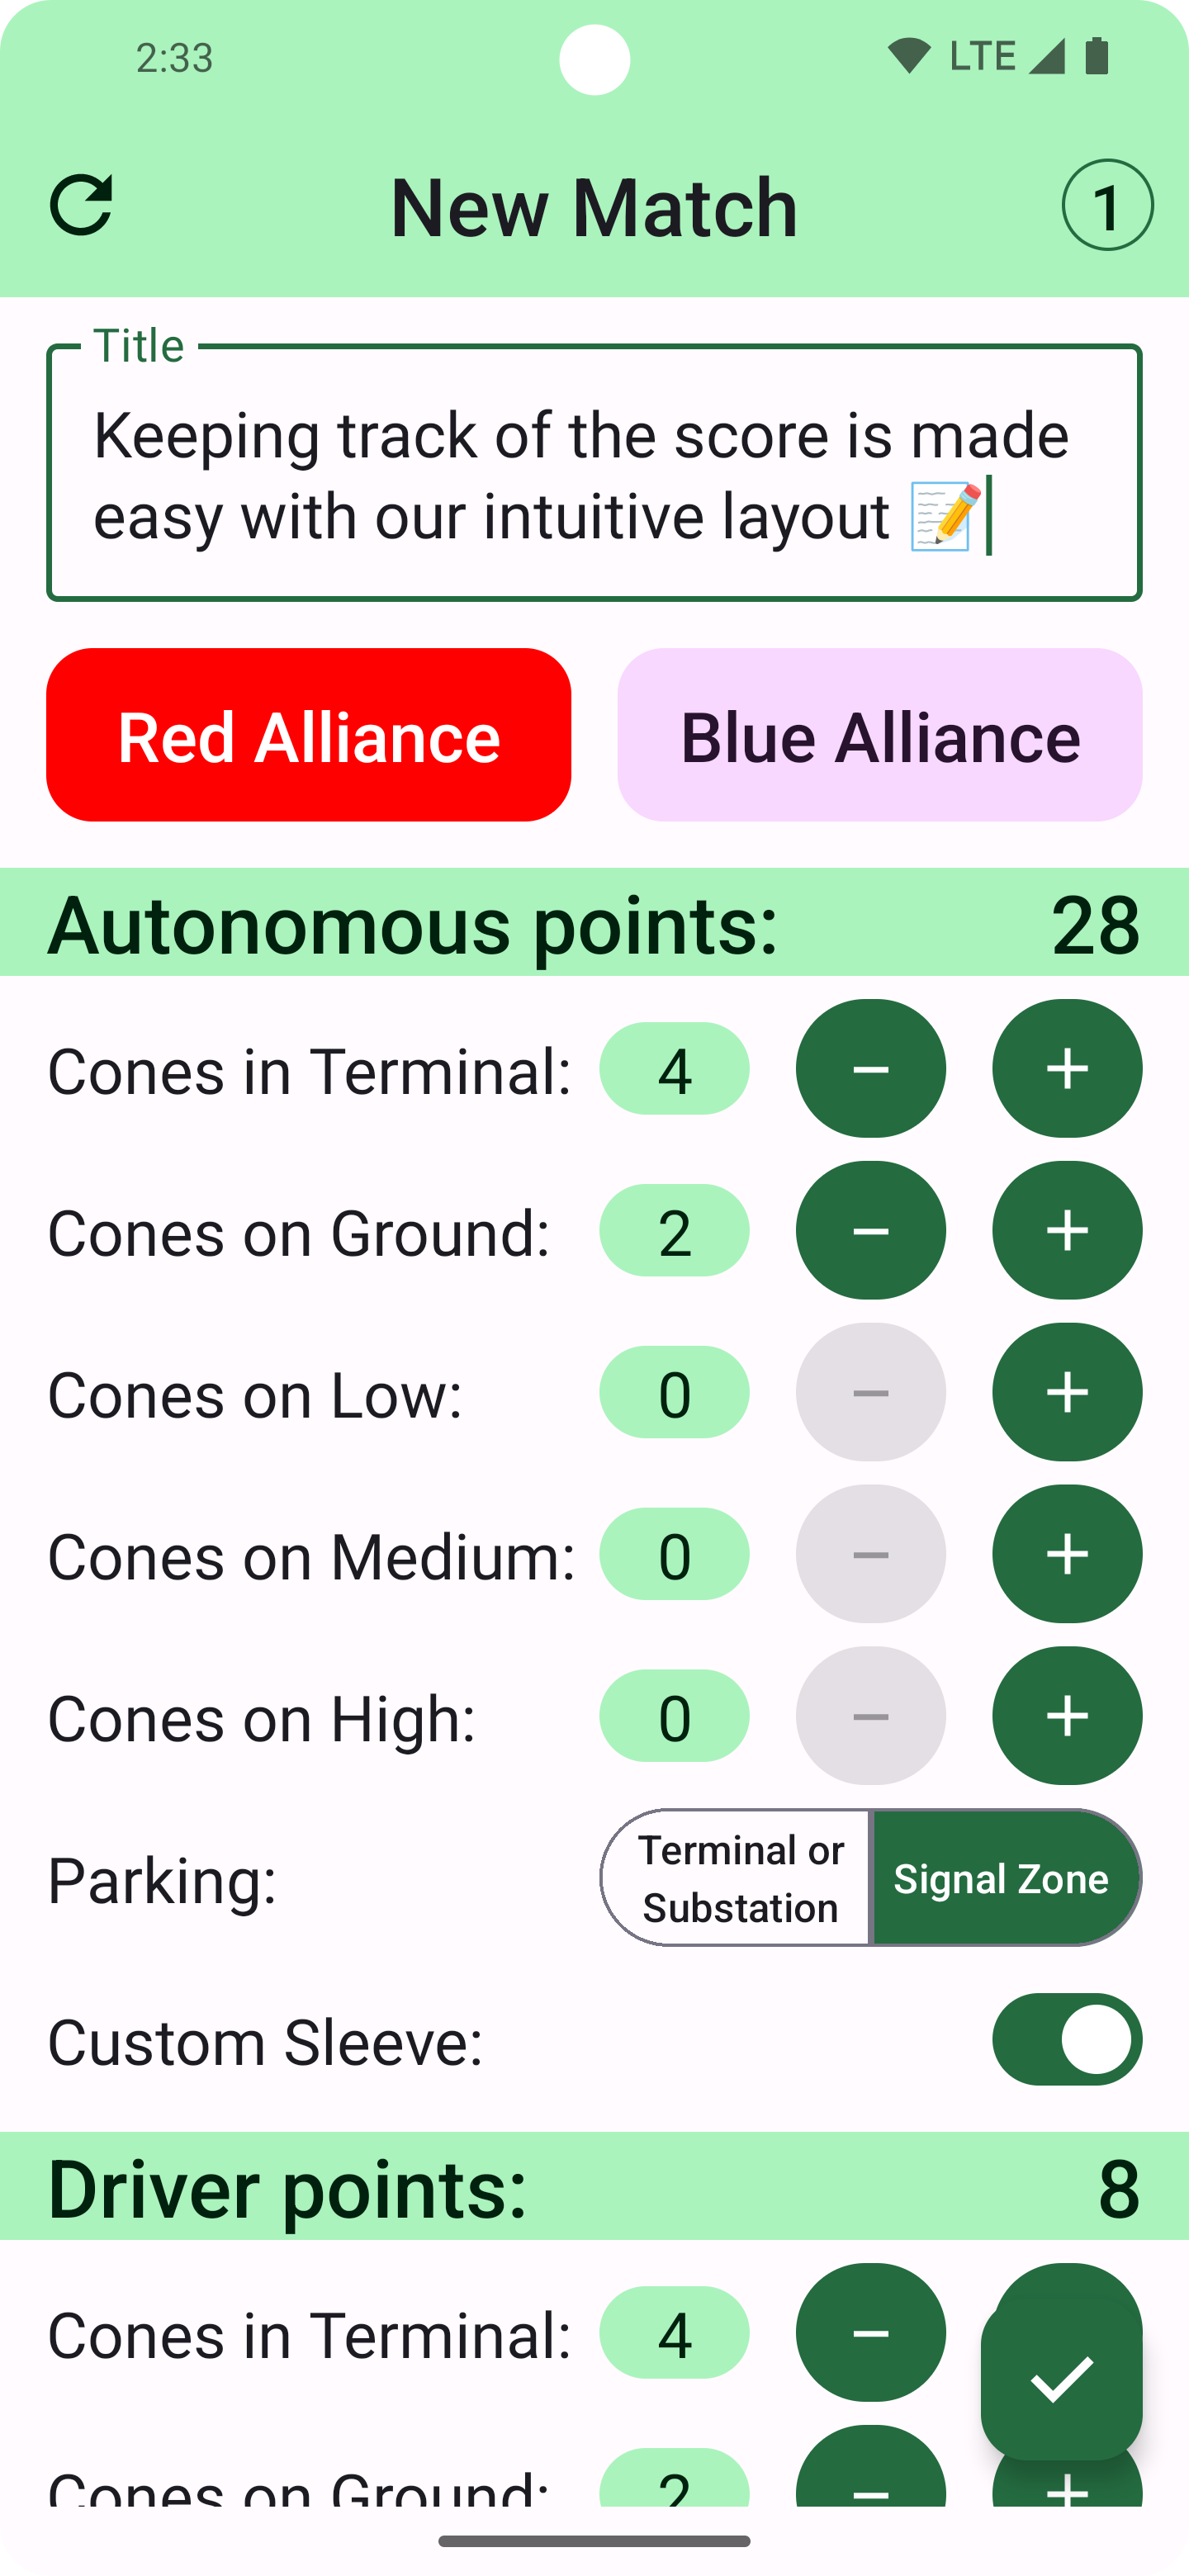 2:33
LTE
New Match
1
Title
Keeping track of the score is made
easy with our intuitive layout 📝
Red Alliance
Blue Alliance
Autonomous points: 28
Cones in Terminal: 4 – +
Cones on Ground: 2 – +
Cones on Low: 0 – +
Cones on Medium: 0 – +
Cones on High: 0 – +
Parking:
Terminal or
Substation
Signal Zone
Custom Sleeve:
Driver points: 8
Cones in Terminal: 4 –
Cones on Ground: 2 – +